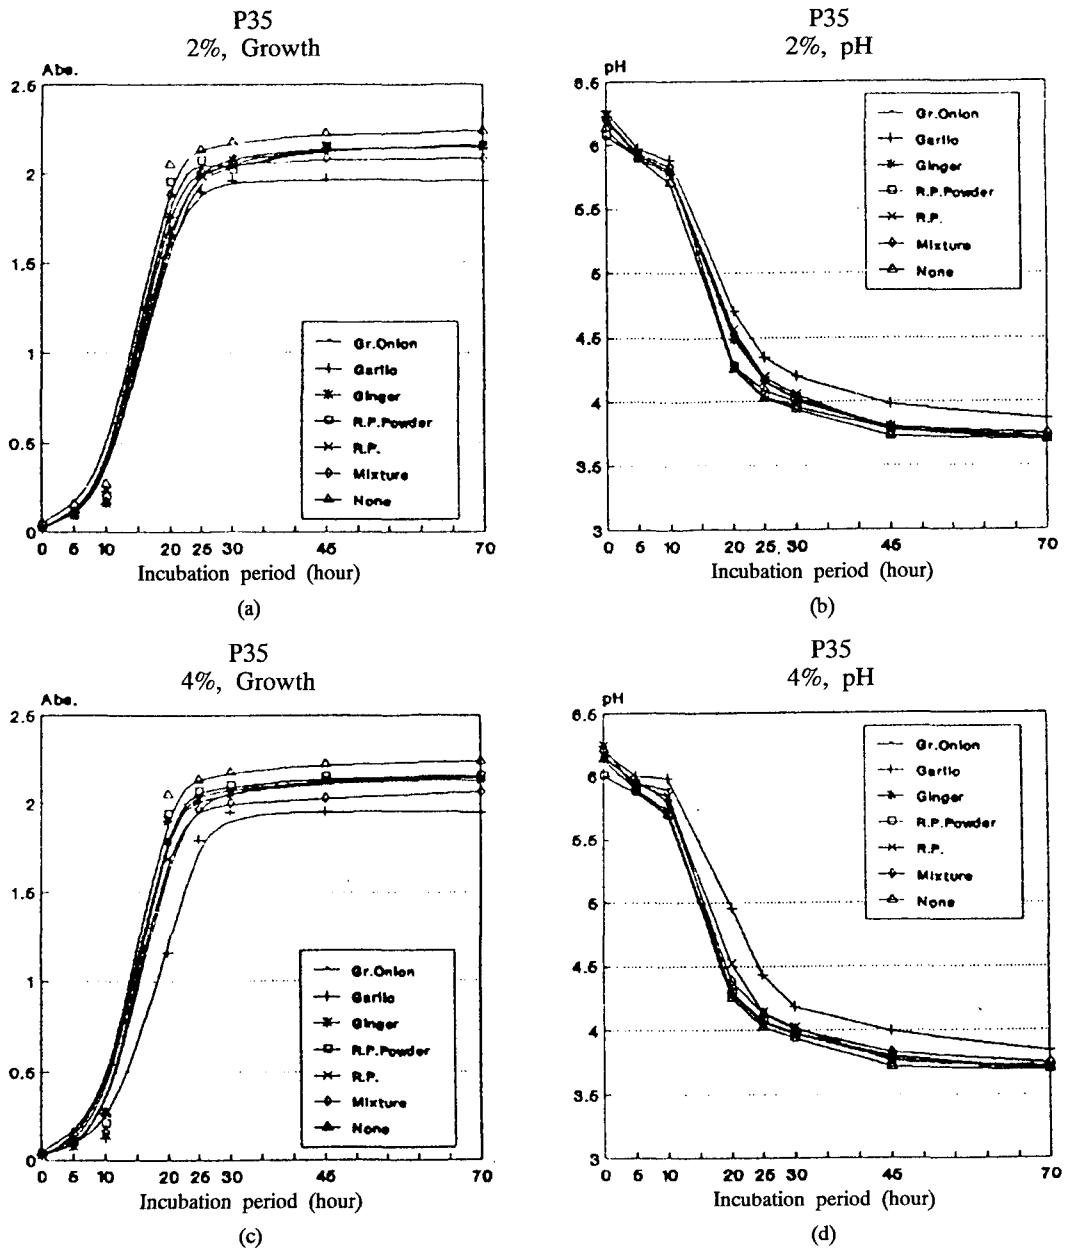 P35
2%, Growth
Abs.
2.5
2
1.5
1
0.5
0
0 5 10 20 25 30 45 70
Gr.Onion
Garlic
Ginger
R.P.Powder
R.P.
Mixture
None
Incubation period (hour)
(a)
P35
2%, pH
pH
6.5
6
5.5
5
4.5
4
3.5
3
0 5 10 20 25, 30 45 70
Gr.Onion
Garlic
Ginger
R.P.Powder
R.P.
Mixture
None
Incubation period (hour)
(b)
P35
4%, Growth
Abs.
2.5
2
1.5
1
0.5
0
0 5 10 20 25 30 45 70
Gr.Onion
Garlic
Ginger
R.P.Powder
R.P.
Mixture
None
Incubation period (hour)
(c)
P35
4%, pH
pH
6.5
6
5.5
5
4.5
4
3.5
3
0 5 10 20 25 30 45 70
Gr.Onion
Garlic
Ginger
R.P.Powder
R.P.
Mixture
None
Incubation period (hour)
(d)